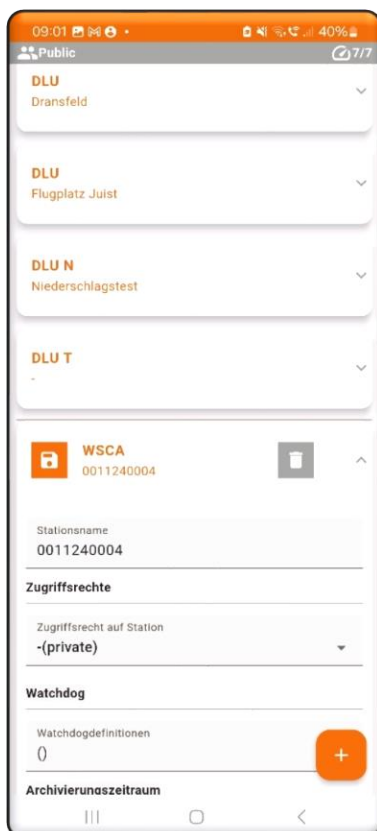 09:01 40%
Public 7/7
DLU
Dransfeld
DLU
Flugplatz Juist
DLU N
Niederschlagstest
DLU T
-
WSCA
0011240004
Stationsname
0011240004
Zugriffsrechte
Zugriffsrecht auf Station
-(private)
Watchdog
Watchdogdefinitionen
()
+
Archivierungszeitraum